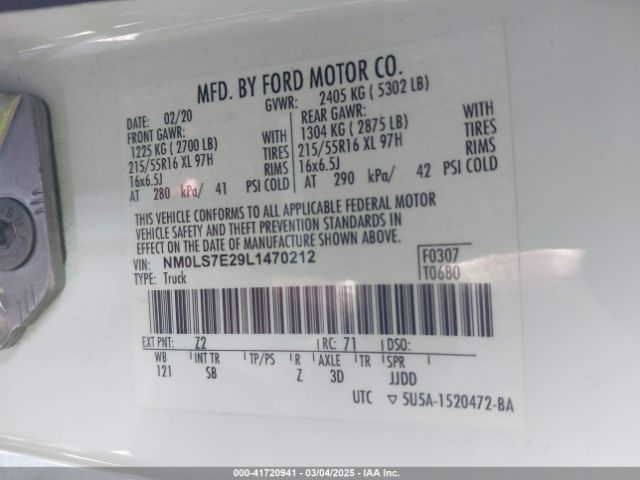 MFD. BY FORD MOTOR CO.
DATE: 02/20 GVWR: 2405 KG ( 5302 LB)
FRONT GAWR: REAR GAWR:
1225 KG ( 2700 LB) WITH 1304 KG ( 2875 LB) WITH
215/55R16 XL 97H TIRES 215/55R16 XL 97H TIRES
16x6.5J RIMS 16x6.5J RIMS
AT 280 kPa/ 41 PSI COLD AT 290 kPa/ 42 PSI COLD
THIS VEHICLE CONFORMS TO ALL APPLICABLE FEDERAL MOTOR
VEHICLE SAFETY AND THEFT PREVENTION STANDARDS IN
EFFECT ON THE DATE OF MANUFACTURE SHOWN ABOVE.
VIN: NM0LS7E29L1470212 F0307
TYPE: Truck T0680
EXT PNT: Z2 RC: 71 DSO:
WB INT TR TP/PS R AXLE TR SPR
121 SB Z 3D JJDD
UTC ▽ 5U5A-1520472-BA
000-41720941 - 03/04/2025 - IAA Inc.